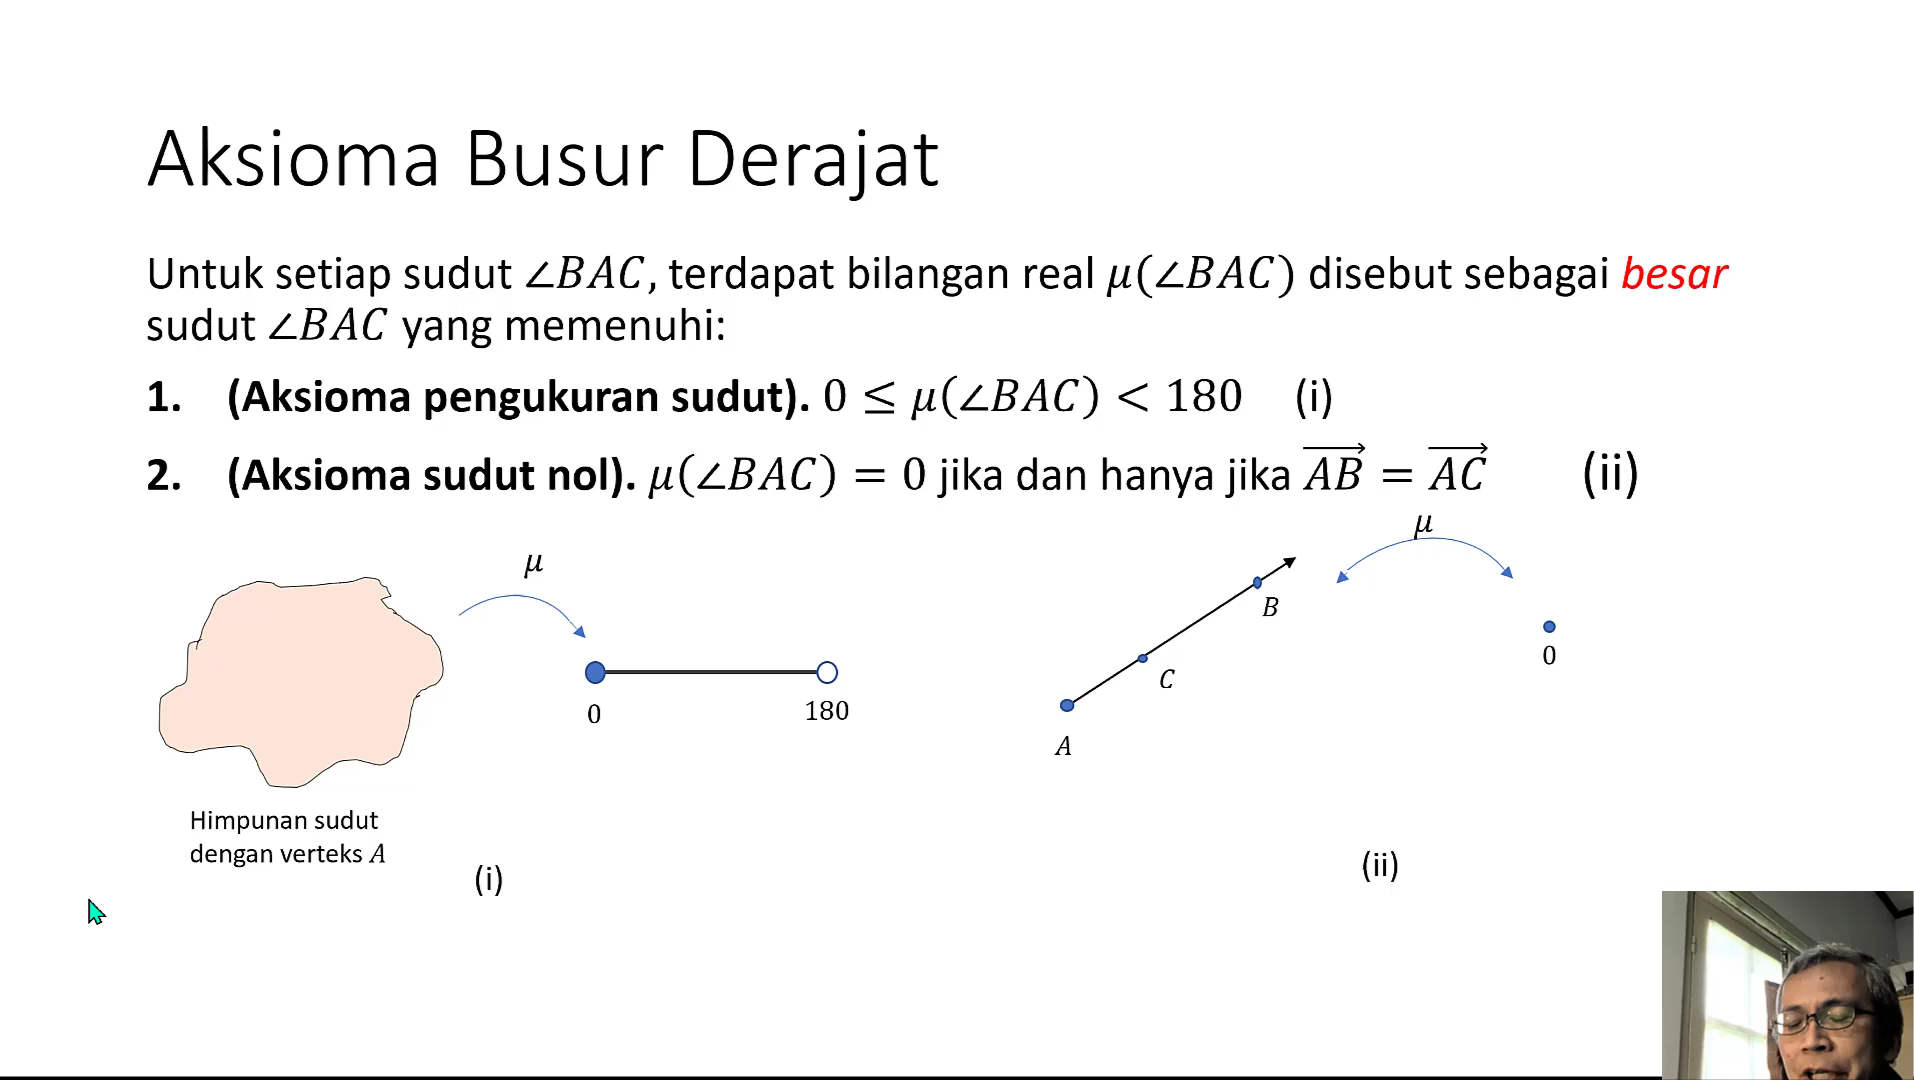 Aksioma Busur Derajat
Untuk setiap sudut ∠BAC, terdapat bilangan real μ(∠BAC) disebut sebagai besar
sudut ∠BAC yang memenuhi:
1. (Aksioma pengukuran sudut). 0 ≤ μ(∠BAC) < 180 (i)
2. (Aksioma sudut nol). μ(∠BAC) = 0 jika dan hanya jika \overrightarrow{AB} = \overrightarrow{AC} (ii)
μ
0
180
Himpunan sudut
dengan verteks A
(i)
μ
B
C
A
0
(ii)